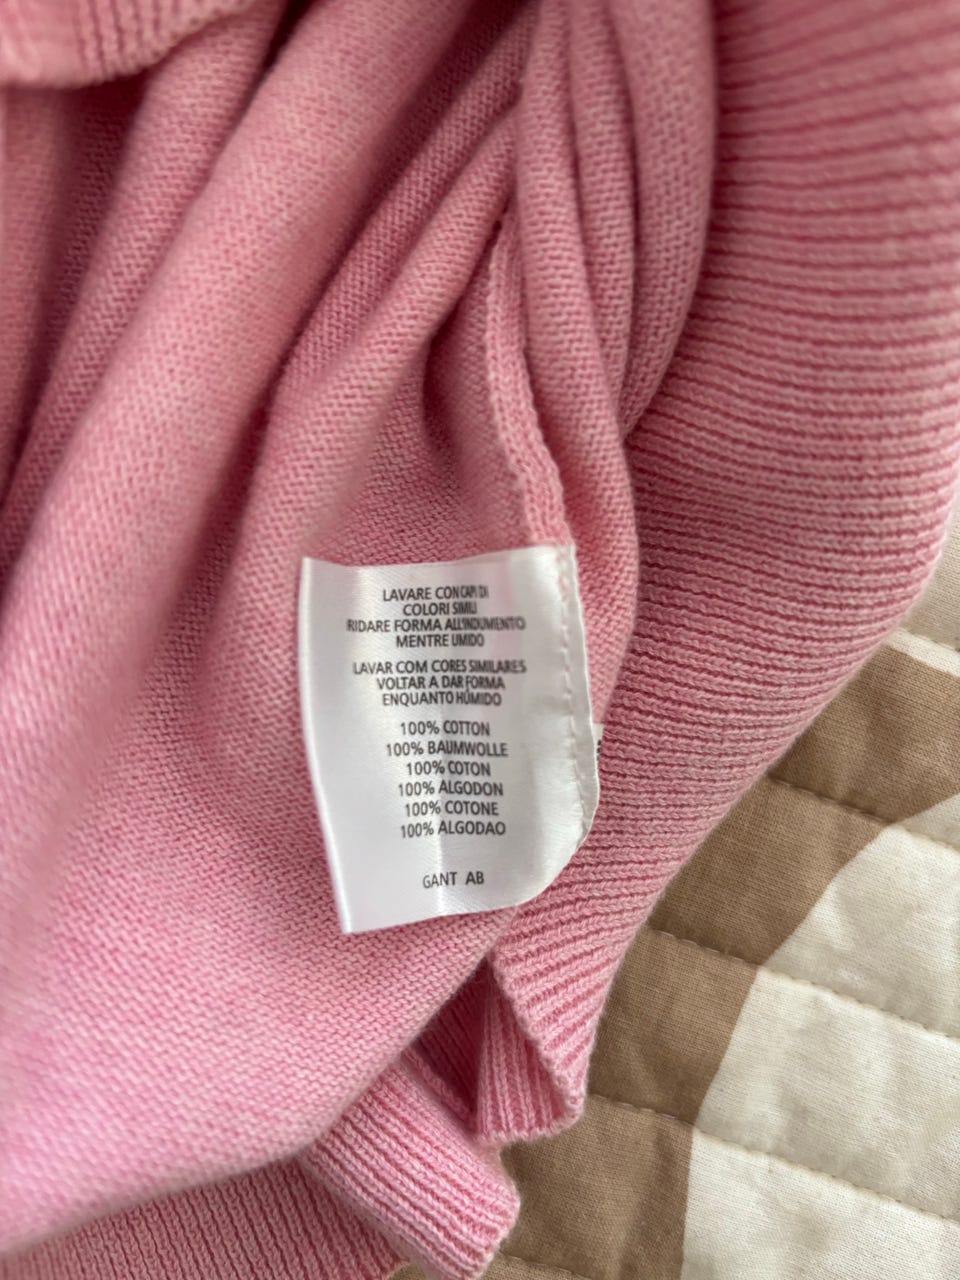 LAVARE CON CAPI DI
COLORI SIMILI
RIDARE FORMA ALL'INDUMENTO
MENTRE UMIDO
LAVAR COM CORES SIMILARES
VOLTAR A DAR FORMA
ENQUANTO HÚMIDO
100% COTTON
100% BAUMWOLLE
100% COTON
100% ALGODON
100% COTONE
100% ALGODAO
GANT AB